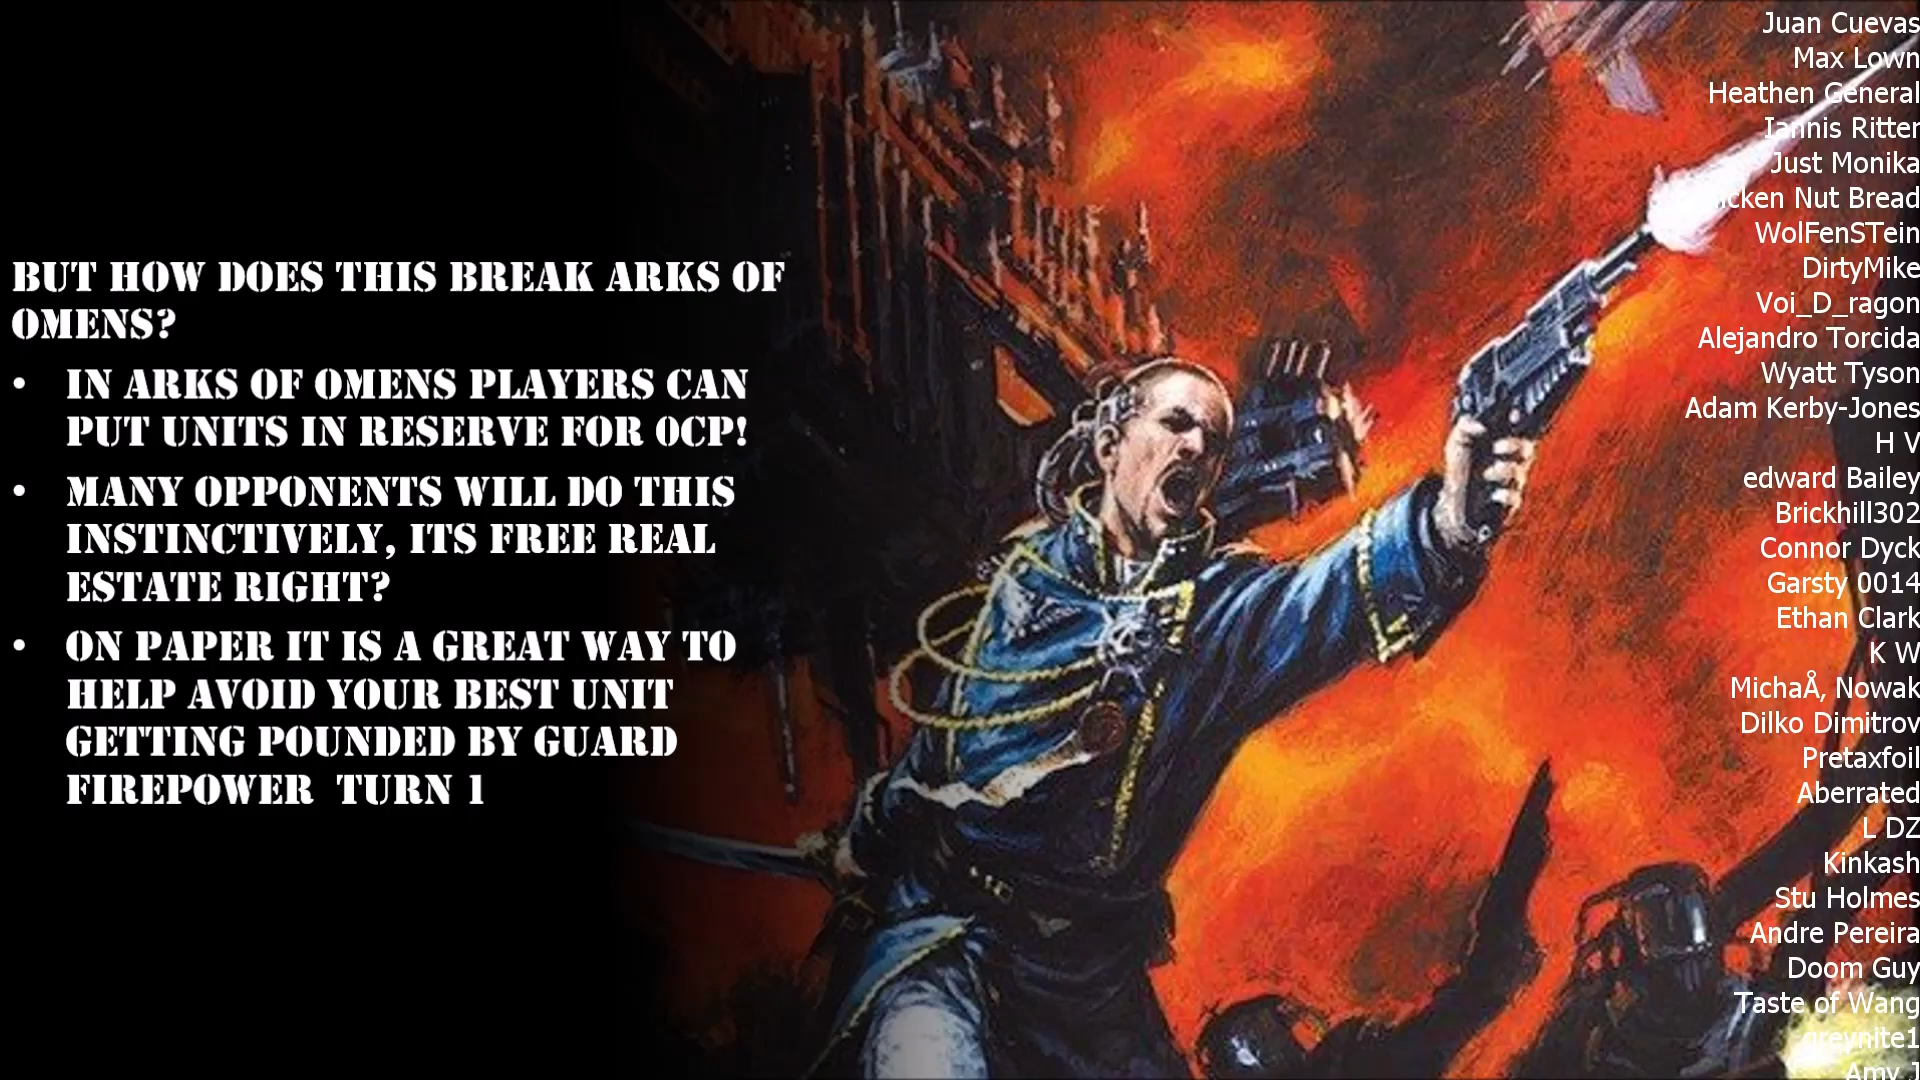 BUT HOW DOES THIS BREAK ARKS OF
OMENS?
• IN ARKS OF OMENS PLAYERS CAN
PUT UNITS IN RESERVE FOR 0CP!
• MANY OPPONENTS WILL DO THIS
INSTINCTIVELY, ITS FREE REAL
ESTATE RIGHT?
• ON PAPER IT IS A GREAT WAY TO
HELP AVOID YOUR BEST UNIT
GETTING POUNDED BY GUARD
FIREPOWER TURN 1
Juan Cuevas
Max Lown
Heathen General
Iannis Ritter
Just Monika
Nut Bread
WolFenSTein
DirtyMike
Voi_D_ragon
Alejandro Torcida
Wyatt Tyson
Adam Kerby-Jones
H V
edward Bailey
Brickhill302
Connor Dyck
Garsty 0014
Ethan Clark
K W
MichaÅ‚ Nowak
Dilko Dimitrov
Pretaxfoil
Aberrated
L DZ
Kinkash
Stu Holmes
Andre Pereira
Doom Guy
Taste of Wang
greynite1
Amy J